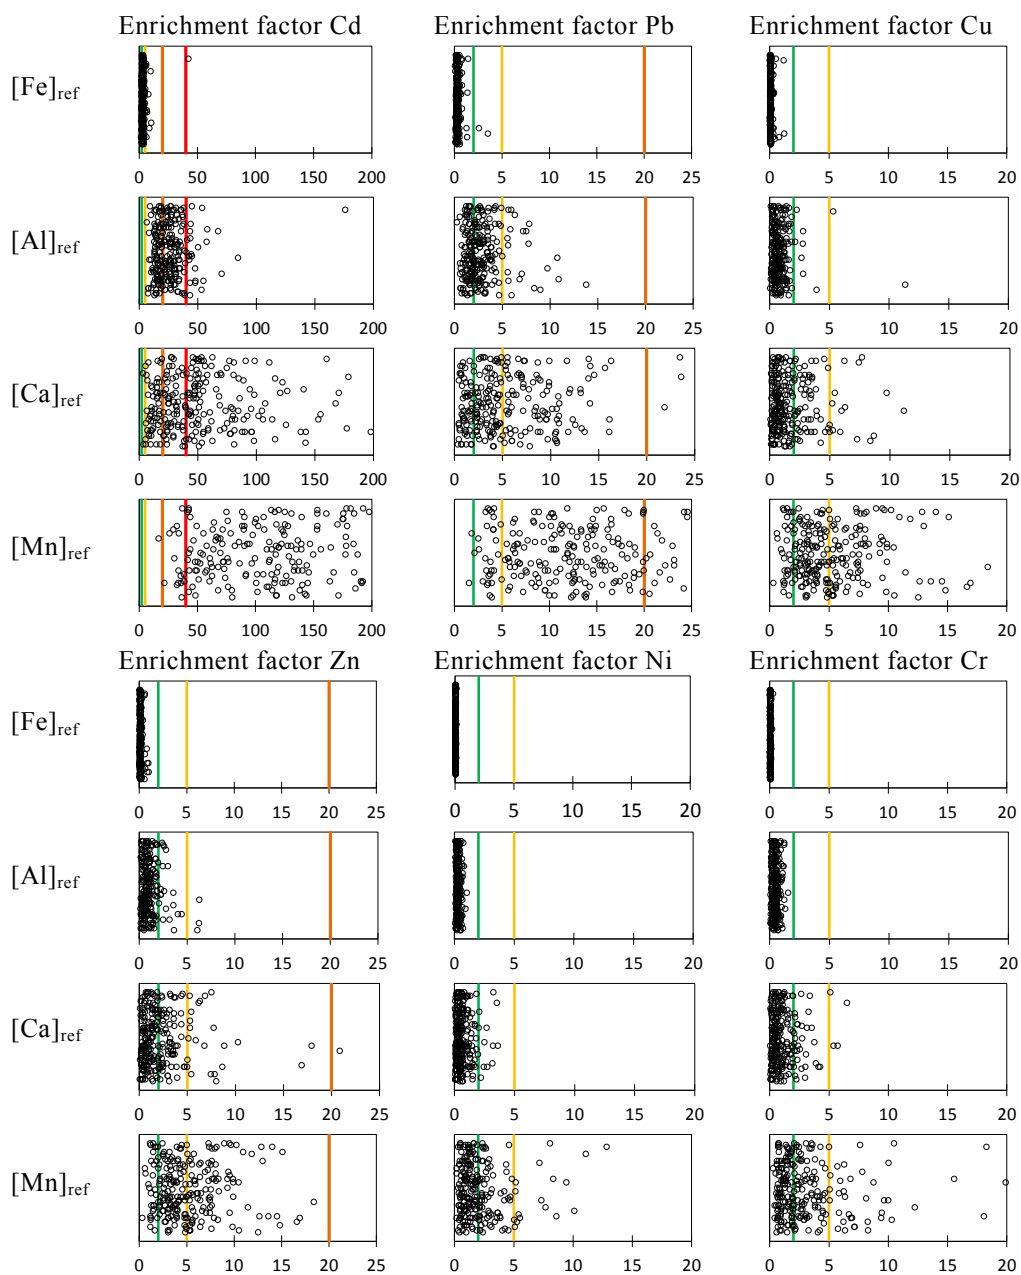 Enrichment factor Cd Enrichment factor Pb Enrichment factor Cu
[Fe]ref
0 50 100 150 200 0 5 10 15 20 25 0 5 10 15 20
[Al]ref
0 50 100 150 200 0 5 10 15 20 25 0 5 10 15 20
[Ca]ref
0 50 100 150 200 0 5 10 15 20 25 0 5 10 15 20
[Mn]ref
0 50 100 150 200 0 5 10 15 20 25 0 5 10 15 20
Enrichment factor Zn Enrichment factor Ni Enrichment factor Cr
[Fe]ref
0 5 10 15 20 25 0 5 10 15 20 0 5 10 15 20
[Al]ref
0 5 10 15 20 25 0 5 10 15 20 0 5 10 15 20
[Ca]ref
0 5 10 15 20 25 0 5 10 15 20 0 5 10 15 20
[Mn]ref
0 5 10 15 20 25 0 5 10 15 20 0 5 10 15 20